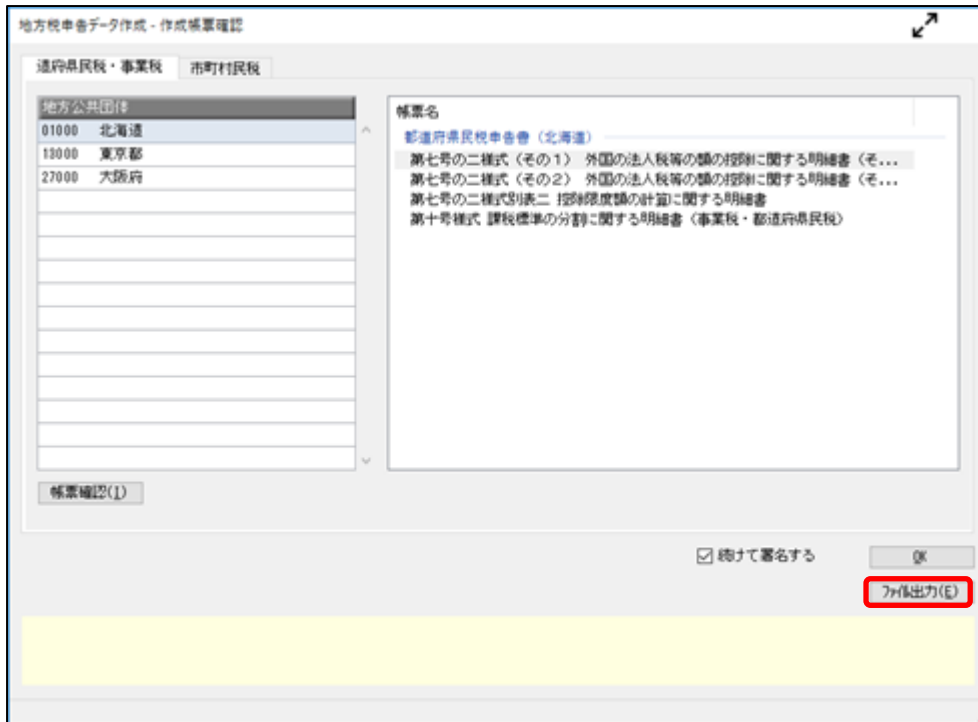 地方税申告データ作成 - 作成帳票確認
道府県民税・事業税 市町村民税
地方公共団体
01000 北海道
13000 東京都
27000 大阪府
帳票名
都道府県民税申告書（北海道）
第七号の二様式（その１） 外国の法人税等の額の控除に関する明細書（そ...
第七号の二様式（その２） 外国の法人税等の額の控除に関する明細書（そ...
第七号の二様式別表二 控除限度額の計算に関する明細書
第十号様式 課税標準の分割に関する明細書（事業税・都道府県民税）
帳票確認(I)
続けて署名する
OK
ファイル出力(E)